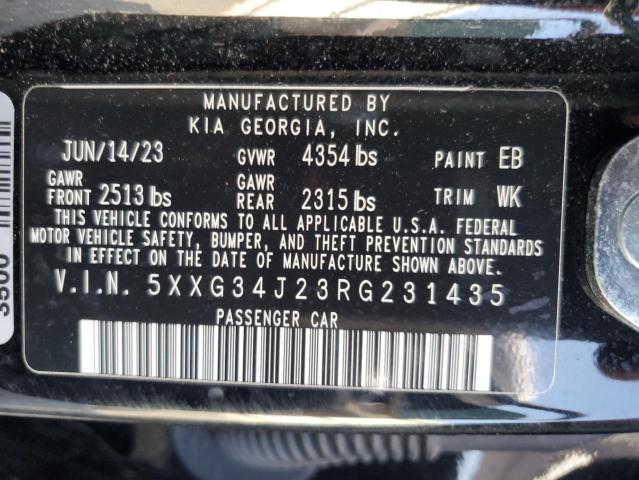 MANUFACTURED BY
KIA GEORGIA, INC.
JUN/14/23 GVWR 4354 lbs PAINT EB
GAWR FRONT 2513 lbs GAWR REAR 2315 lbs TRIM WK
THIS VEHICLE CONFORMS TO ALL APPLICABLE U.S.A. FEDERAL
MOTOR VEHICLE SAFETY, BUMPER, AND THEFT PREVENTION STANDARDS
IN EFFECT ON THE DATE OF MANUFACTURE SHOWN ABOVE.
V.I.N. 5XXG34J23RG231435
PASSENGER CAR
3500